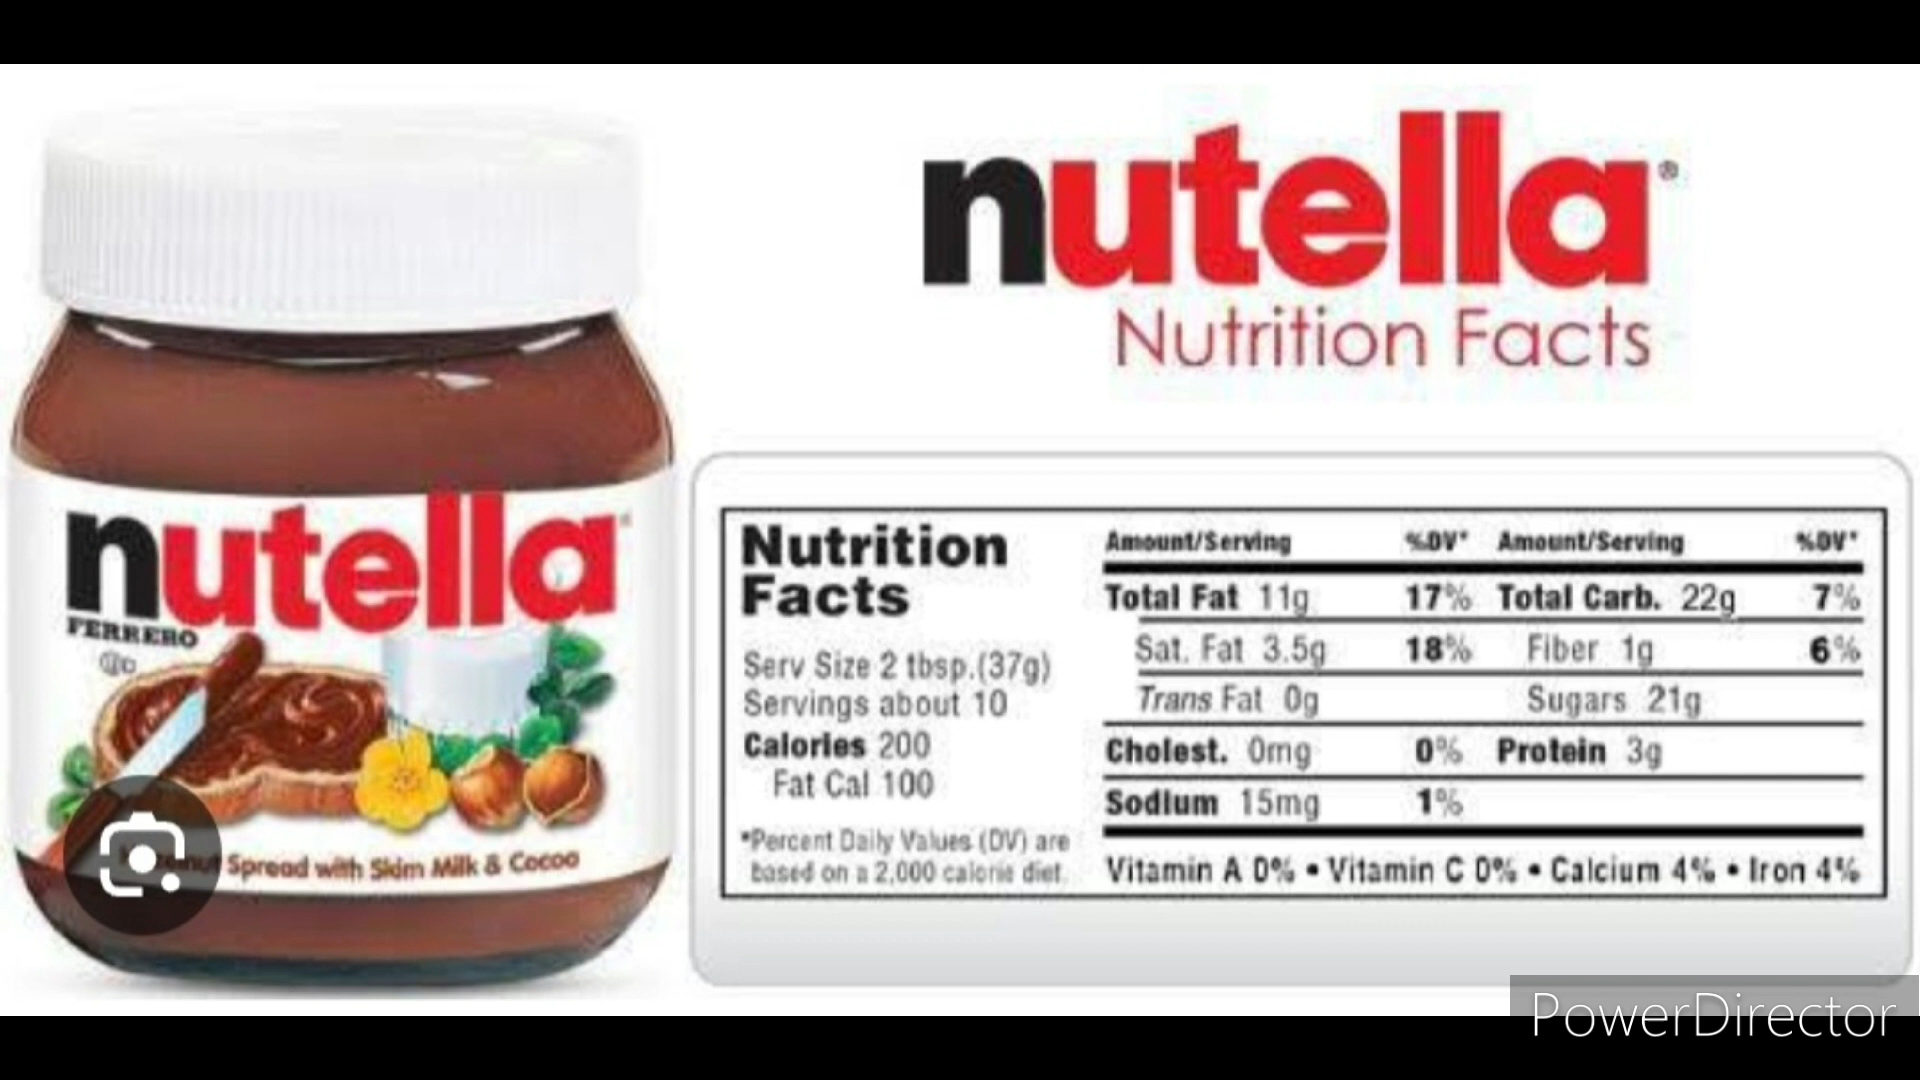 nutella®
Nutrition Facts
nutella
FERRERO
Spread with Skim Milk & Cocoa
Nutrition
Facts
Serv Size 2 tbsp.(37g)
Servings about 10
Calories 200
Fat Cal 100
*Percent Daily Values (DV) are
based on a 2,000 calorie diet.
Amount/Serving %DV* Amount/Serving %DV*
Total Fat 11g 17% Total Carb. 22g 7%
Sat. Fat 3.5g 18% Fiber 1g 6%
Trans Fat 0g Sugars 21g
Cholest. 0mg 0% Protein 3g
Sodium 15mg 1%
Vitamin A 0% • Vitamin C 0% • Calcium 4% • Iron 4%
PowerDirector